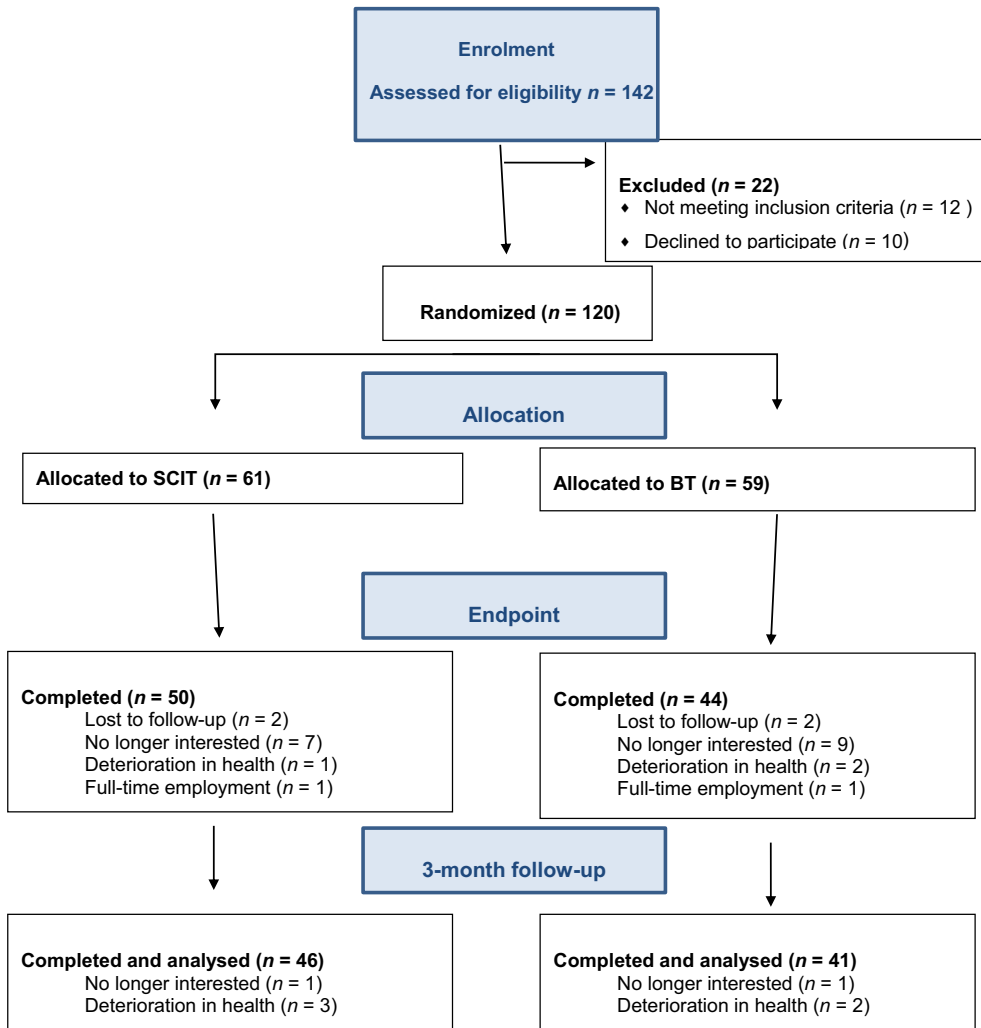 Enrolment
Assessed for eligibility n = 142
Excluded (n = 22)
♦ Not meeting inclusion criteria (n = 12 )
♦ Declined to participate (n = 10)
Randomized (n = 120)
Allocation
Allocated to SCIT (n = 61)
Allocated to BT (n = 59)
Endpoint
Completed (n = 50)
Lost to follow-up (n = 2)
No longer interested (n = 7)
Deterioration in health (n = 1)
Full-time employment (n = 1)
Completed (n = 44)
Lost to follow-up (n = 2)
No longer interested (n = 9)
Deterioration in health (n = 2)
Full-time employment (n = 1)
3-month follow-up
Completed and analysed (n = 46)
No longer interested (n = 1)
Deterioration in health (n = 3)
Completed and analysed (n = 41)
No longer interested (n = 1)
Deterioration in health (n = 2)